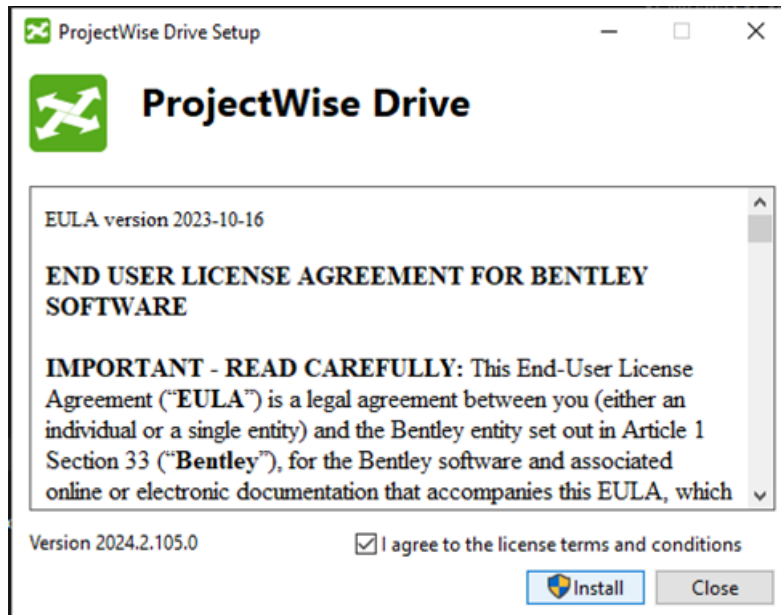 ProjectWise Drive Setup
ProjectWise Drive
EULA version 2023-10-16
END USER LICENSE AGREEMENT FOR BENTLEY
SOFTWARE
IMPORTANT - READ CAREFULLY: This End-User License
Agreement (“EULA”) is a legal agreement between you (either an
individual or a single entity) and the Bentley entity set out in Article 1
Section 33 (“Bentley”), for the Bentley software and associated
online or electronic documentation that accompanies this EULA, which
Version 2024.2.105.0
I agree to the license terms and conditions
Install
Close